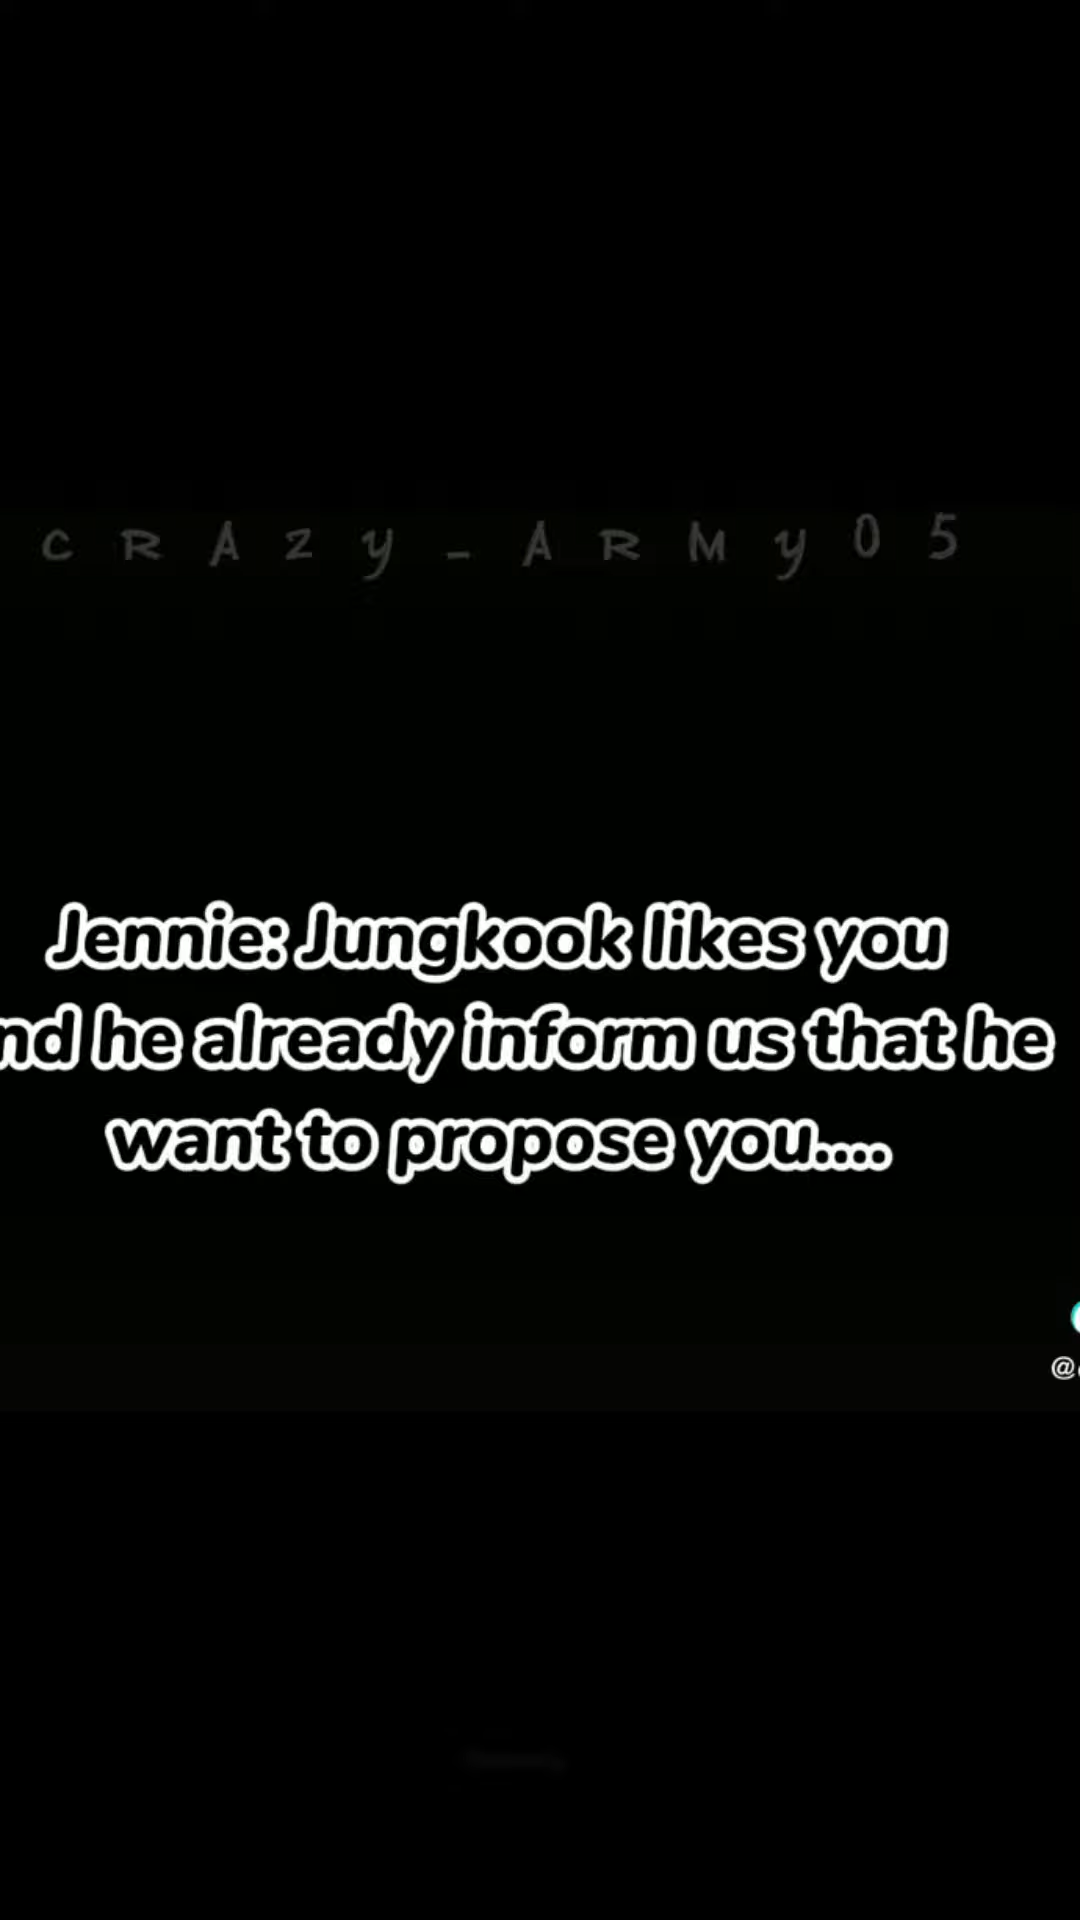 cRAzy_ARMy05
Jennie: Jungkook likes you
nd he already inform us that he
want to propose you....
@